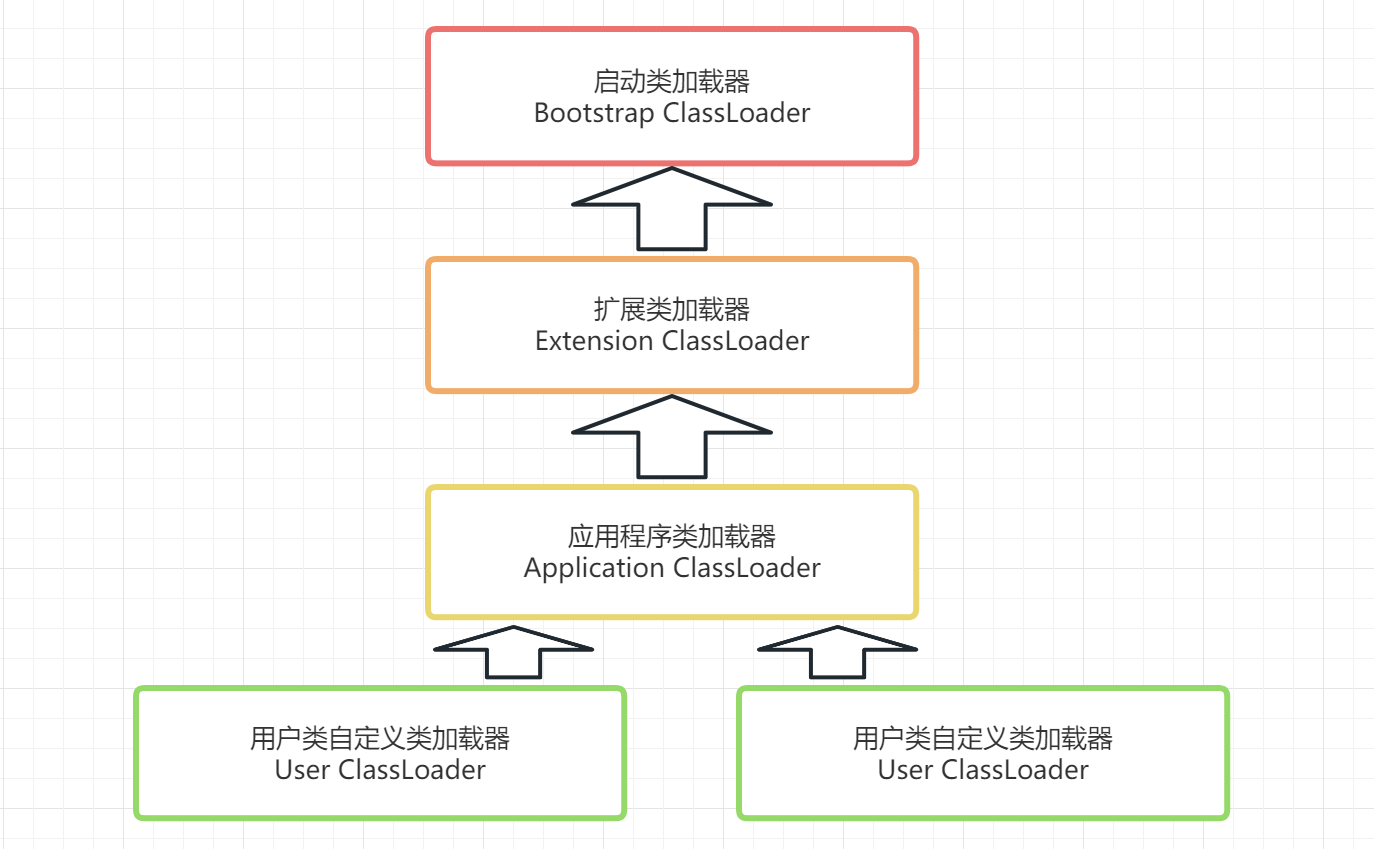 启动类加载器
Bootstrap ClassLoader
扩展类加载器
Extension ClassLoader
应用程序类加载器
Application ClassLoader
用户类自定义类加载器
User ClassLoader
用户类自定义类加载器
User ClassLoader